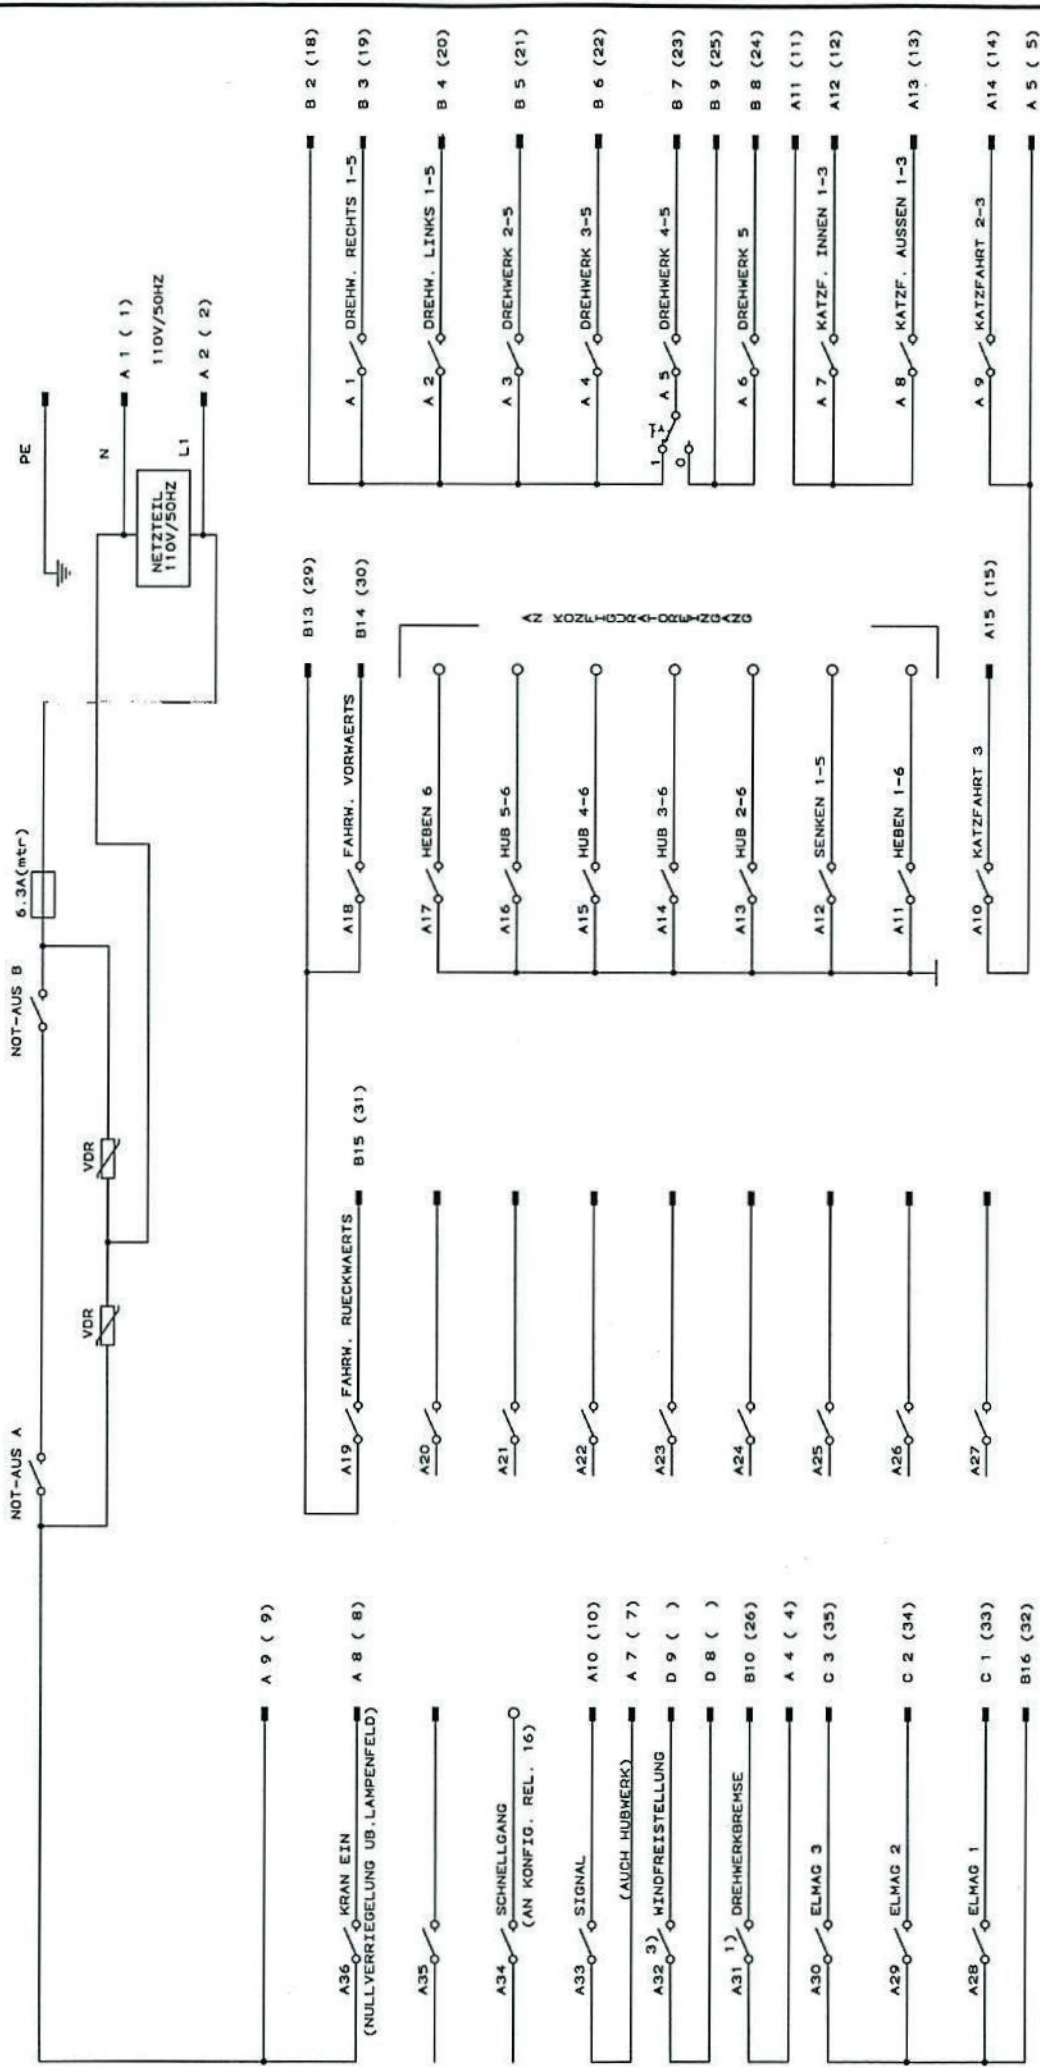 NOT-AUS A
NOT-AUS B
6.3A(mtr)
VDR
VDR
PE
N
A 1 ( 1)
NETZTEIL
110V/50HZ
110V/50HZ
L1
A 2 ( 2)
A 9 ( 9)
A36 KRAN EIN
A 8 ( 8)
(NULLVERRIEGELUNG UB.LAMPENFELD)
A35
A34 SCHNELLGANG
(AN KONFIG. REL. 16)
A33 SIGNAL
A10 (10)
(AUCH HUBWERK)
A 7 ( 7)
A32 3) WINDFREISTELLUNG
D 9 ( )
D 8 ( )
A31 1) DREHWERKBREMSE
B10 (26)
A 4 ( 4)
A30 ELMAG 3
C 3 (35)
A29 ELMAG 2
C 2 (34)
A28 ELMAG 1
C 1 (33)
B16 (32)
A19 FAHRW. RUECKWAERTS
B15 (31)
A20
A21
A22
A23
A24
A25
A26
A27
B13 (29)
A18 FAHRW. VORWAERTS
B14 (30)
A17 HEBEN 6
A16 HUB 5-6
A15 HUB 4-6
A14 HUB 3-6
A13 HUB 2-6
A12 SENKEN 1-5
A11 HEBEN 1-6
AN KONFIGURATOREINGANG
A10 KATZFAHRT 3
A15 (15)
B 2 (18)
A 1 DREHW. RECHTS 1-5
B 3 (19)
A 2 DREHW. LINKS 1-5
B 4 (20)
A 3 DREHWERK 2-5
B 5 (21)
A 4 DREHWERK 3-5
B 6 (22)
1
0
A 5 DREHWERK 4-5
B 7 (23)
B 9 (25)
A 6 DREHWERK 5
B 8 (24)
A11 (11)
A 7 KATZF. INNEN 1-3
A12 (12)
A 8 KATZF. AUSSEN 1-3
A13 (13)
A 9 KATZFAHRT 2-3
A14 (14)
A 5 ( 5)